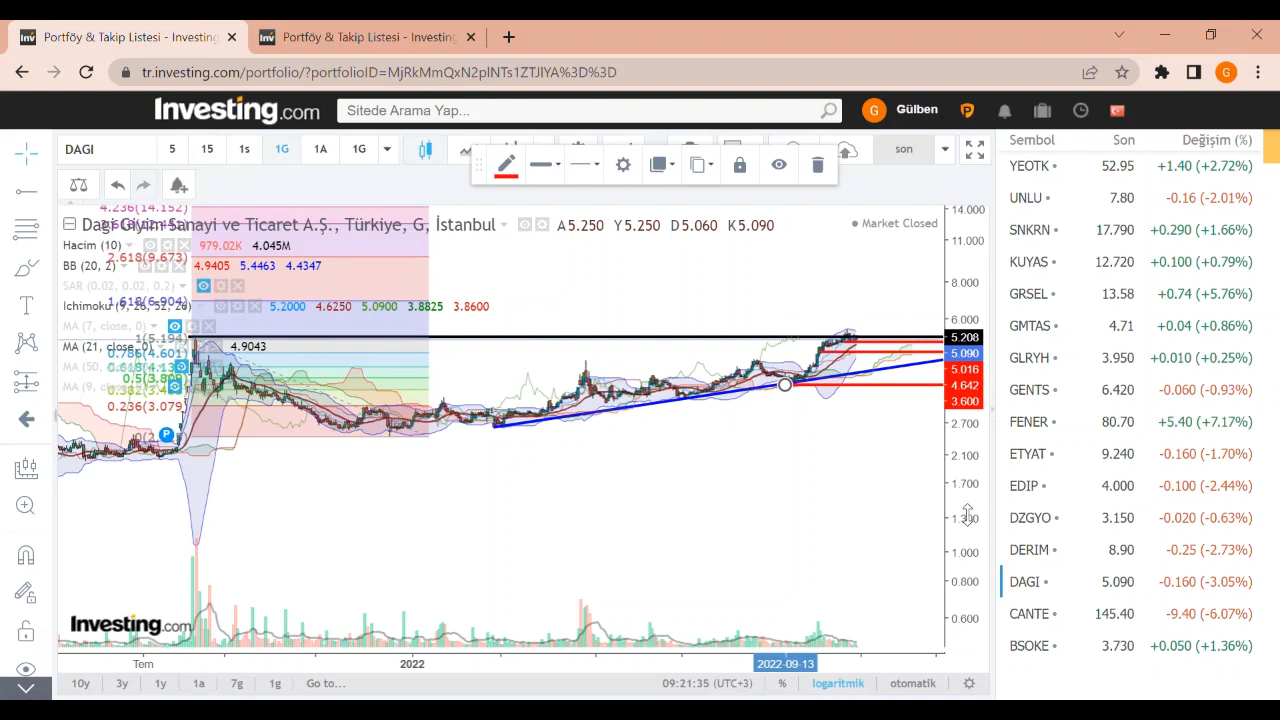 Portföy & Takip Listesi - Investing
Portföy & Takip Listesi - Investing
tr.investing.com/portfolio/?portfolioID=MjRkMmQxN2plNTs1ZTJlYA%3D%3D
G
Investing.com
Sitede Arama Yap...
G
Gülben
DAGI
5
15
1s
1G
1A
1G
son
Sembol Son Değişim (%)
YEOTK 52.95 +1.40 (+2.72%)
UNLU 7.80 -0.16 (-2.01%)
SNKRN 17.790 +0.290 (+1.66%)
KUYAS 12.720 +0.100 (+0.79%)
GRSEL 13.58 +0.74 (+5.76%)
GMTAS 4.71 +0.04 (+0.86%)
GLRYH 3.950 +0.010 (+0.25%)
GENTS 6.420 -0.060 (-0.93%)
FENER 80.70 +5.40 (+7.17%)
ETYAT 9.240 -0.160 (-1.70%)
EDIP 4.000 -0.100 (-2.44%)
DZGYO 3.150 -0.020 (-0.63%)
DERIM 8.90 -0.25 (-2.73%)
DAGI 5.090 -0.160 (-3.05%)
CANTE 145.40 -9.40 (-6.07%)
BSOKE 3.730 +0.050 (+1.36%)
4.236(14.152)
Dagi Giyim Sanayi ve Ticaret A.Ş., Türkiye, G, İstanbul
A5.250 Y5.250 D5.060 K5.090
Market Closed
Hacim (10) 979.02K 4.045M
2.618(9.673)
BB (20, 2) 4.9405 5.4463 4.4347
SAR (0.02, 0.02, 0.2)
1.618(6.904)
Ichimoku (9, 26, 52, 26) 5.2000 4.6250 5.0900 3.8825 3.8600
MA (7, close, 0)
1(5.194)
MA (21, close, 0) 4.9043
0.786(4.601)
0.236(3.079)
14.000
11.000
8.000
6.000
5.208
5.090
5.016
4.642
3.600
2.700
2.100
1.700
1.300
1.000
0.800
0.600
P
Investing.com
Tem
2022
2022-09-13
10y
3y
1y
1a
7g
1g
Go to...
09:21:35 (UTC+3)
%
logaritmik
otomatik